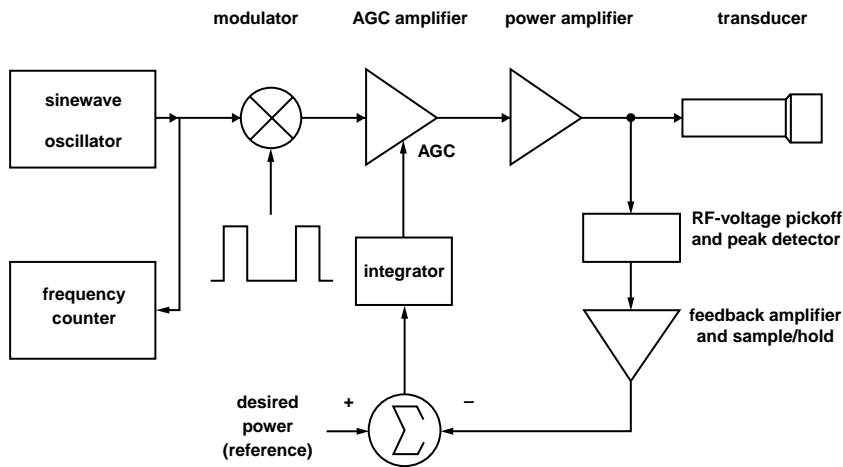 modulator
AGC amplifier
power amplifier
transducer
sinewave
oscillator
AGC
RF-voltage pickoff
and peak detector
integrator
frequency
counter
feedback amplifier
and sample/hold
desired
power
(reference)
+
Σ
–